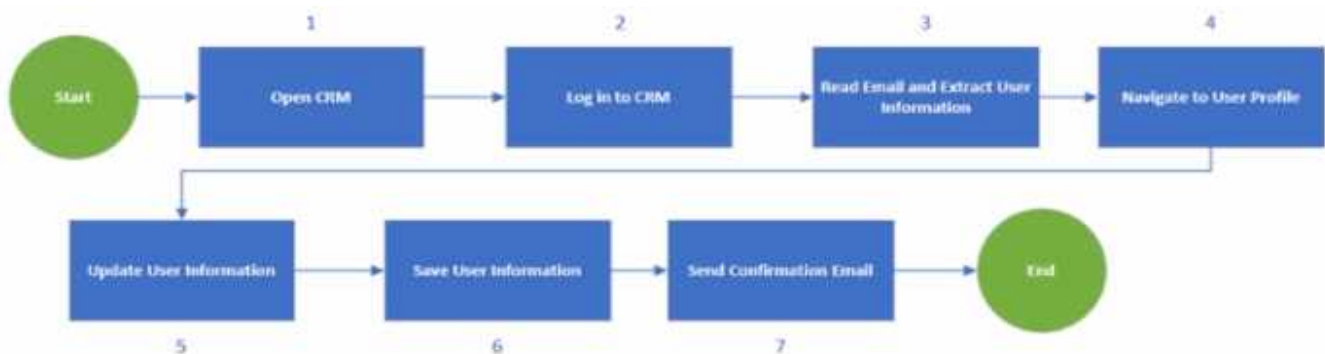 1
2
3
4
Start
Open CRM
Log in to CRM
Read Email and Extract User
Information
Navigate to User Profile
Update User Information
Save User Information
Send Confirmation Email
End
5
6
7